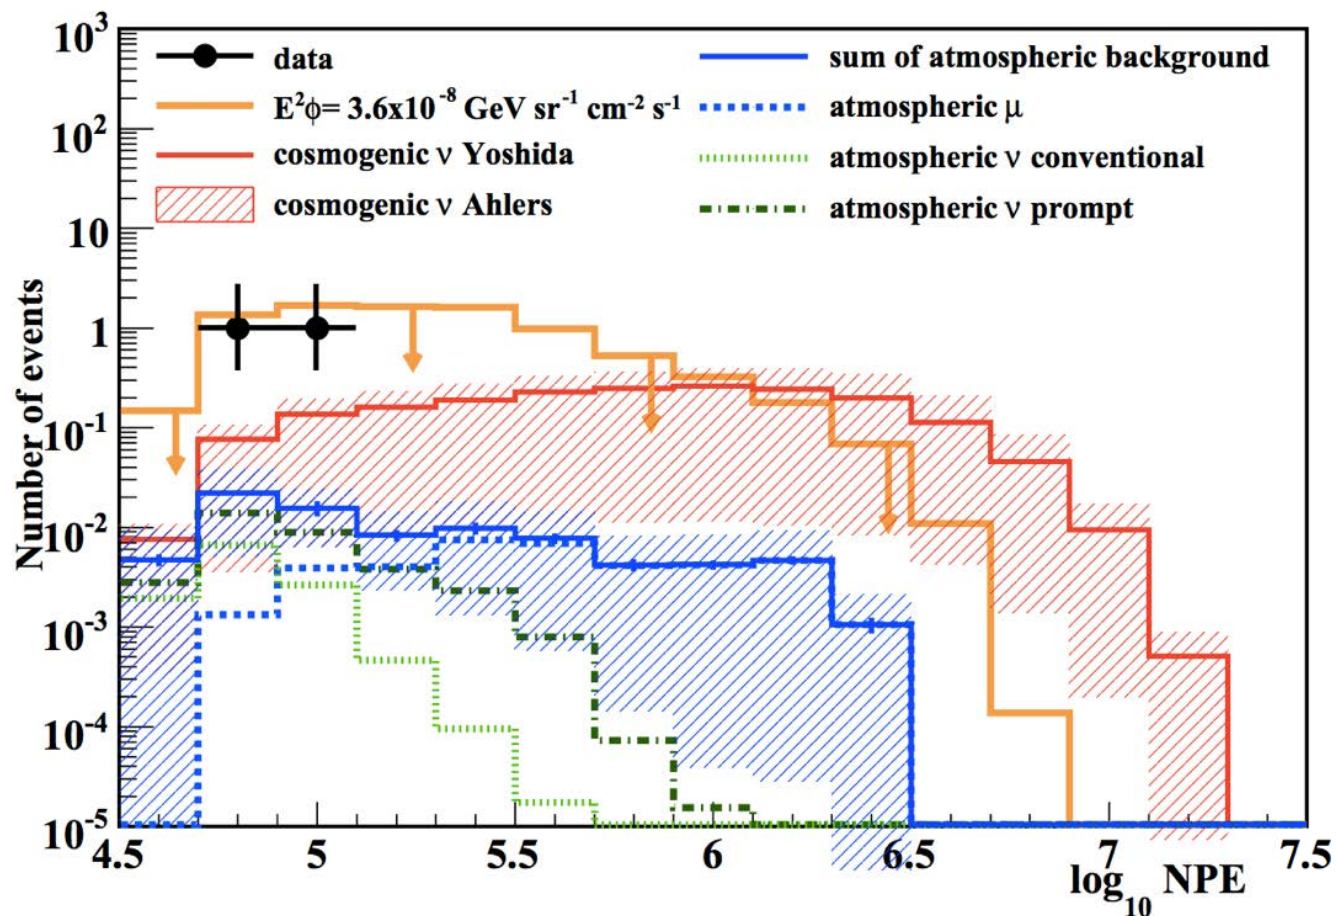 10³
10²
10
1
10⁻¹
10⁻²
10⁻³
10⁻⁴
10⁻⁵
Number of events
data
E²ϕ= 3.6x10⁻⁸ GeV sr⁻¹ cm⁻² s⁻¹
cosmogenic ν Yoshida
cosmogenic ν Ahlers
sum of atmospheric background
atmospheric μ
atmospheric ν conventional
atmospheric ν prompt
4.5 5 5.5 6 6.5 7 7.5
log₁₀ NPE